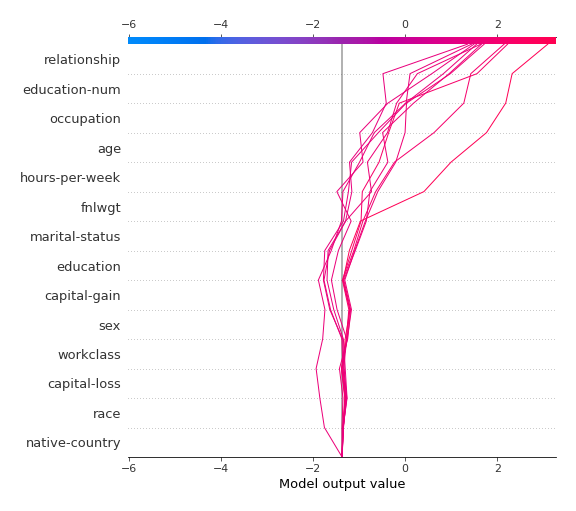 −6 −4 −2 0 2
relationship
education-num
occupation
age
hours-per-week
fnlwgt
marital-status
education
capital-gain
sex
workclass
capital-loss
race
native-country
−6 −4 −2 0 2
Model output value